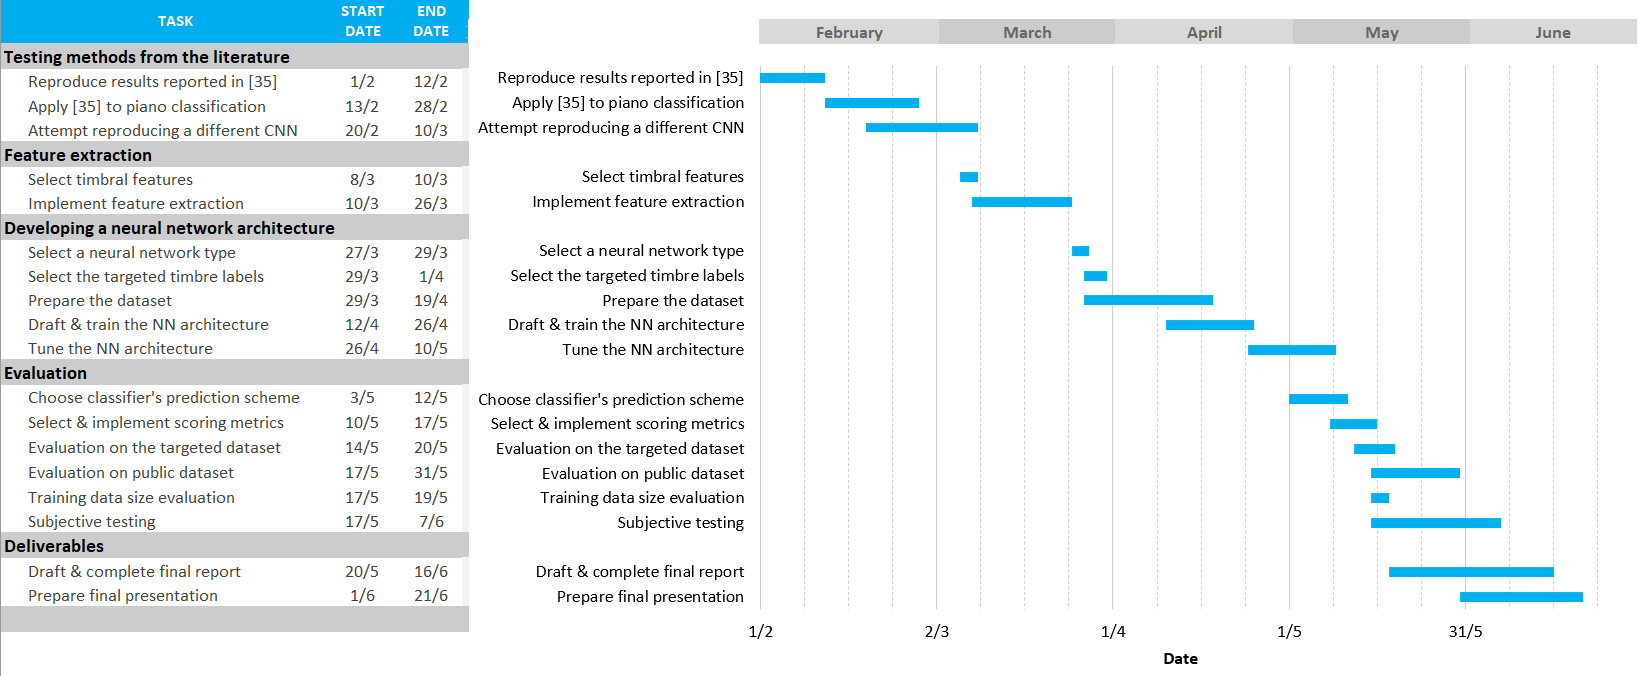 TASK START DATE END DATE
Testing methods from the literature
Reproduce results reported in [35] 1/2 12/2
Apply [35] to piano classification 13/2 28/2
Attempt reproducing a different CNN 20/2 10/3
Feature extraction
Select timbral features 8/3 10/3
Implement feature extraction 10/3 26/3
Developing a neural network architecture
Select a neural network type 27/3 29/3
Select the targeted timbre labels 29/3 1/4
Prepare the dataset 29/3 19/4
Draft & train the NN architecture 12/4 26/4
Tune the NN architecture 26/4 10/5
Evaluation
Choose classifier's prediction scheme 3/5 12/5
Select & implement scoring metrics 10/5 17/5
Evaluation on the targeted dataset 14/5 20/5
Evaluation on public dataset 17/5 31/5
Training data size evaluation 17/5 19/5
Subjective testing 17/5 7/6
Deliverables
Draft & complete final report 20/5 16/6
Prepare final presentation 1/6 21/6
February March April May June
Reproduce results reported in [35]
Apply [35] to piano classification
Attempt reproducing a different CNN
Select timbral features
Implement feature extraction
Select a neural network type
Select the targeted timbre labels
Prepare the dataset
Draft & train the NN architecture
Tune the NN architecture
Choose classifier's prediction scheme
Select & implement scoring metrics
Evaluation on the targeted dataset
Evaluation on public dataset
Training data size evaluation
Subjective testing
Draft & complete final report
Prepare final presentation
1/2 2/3 1/4 1/5 31/5
Date